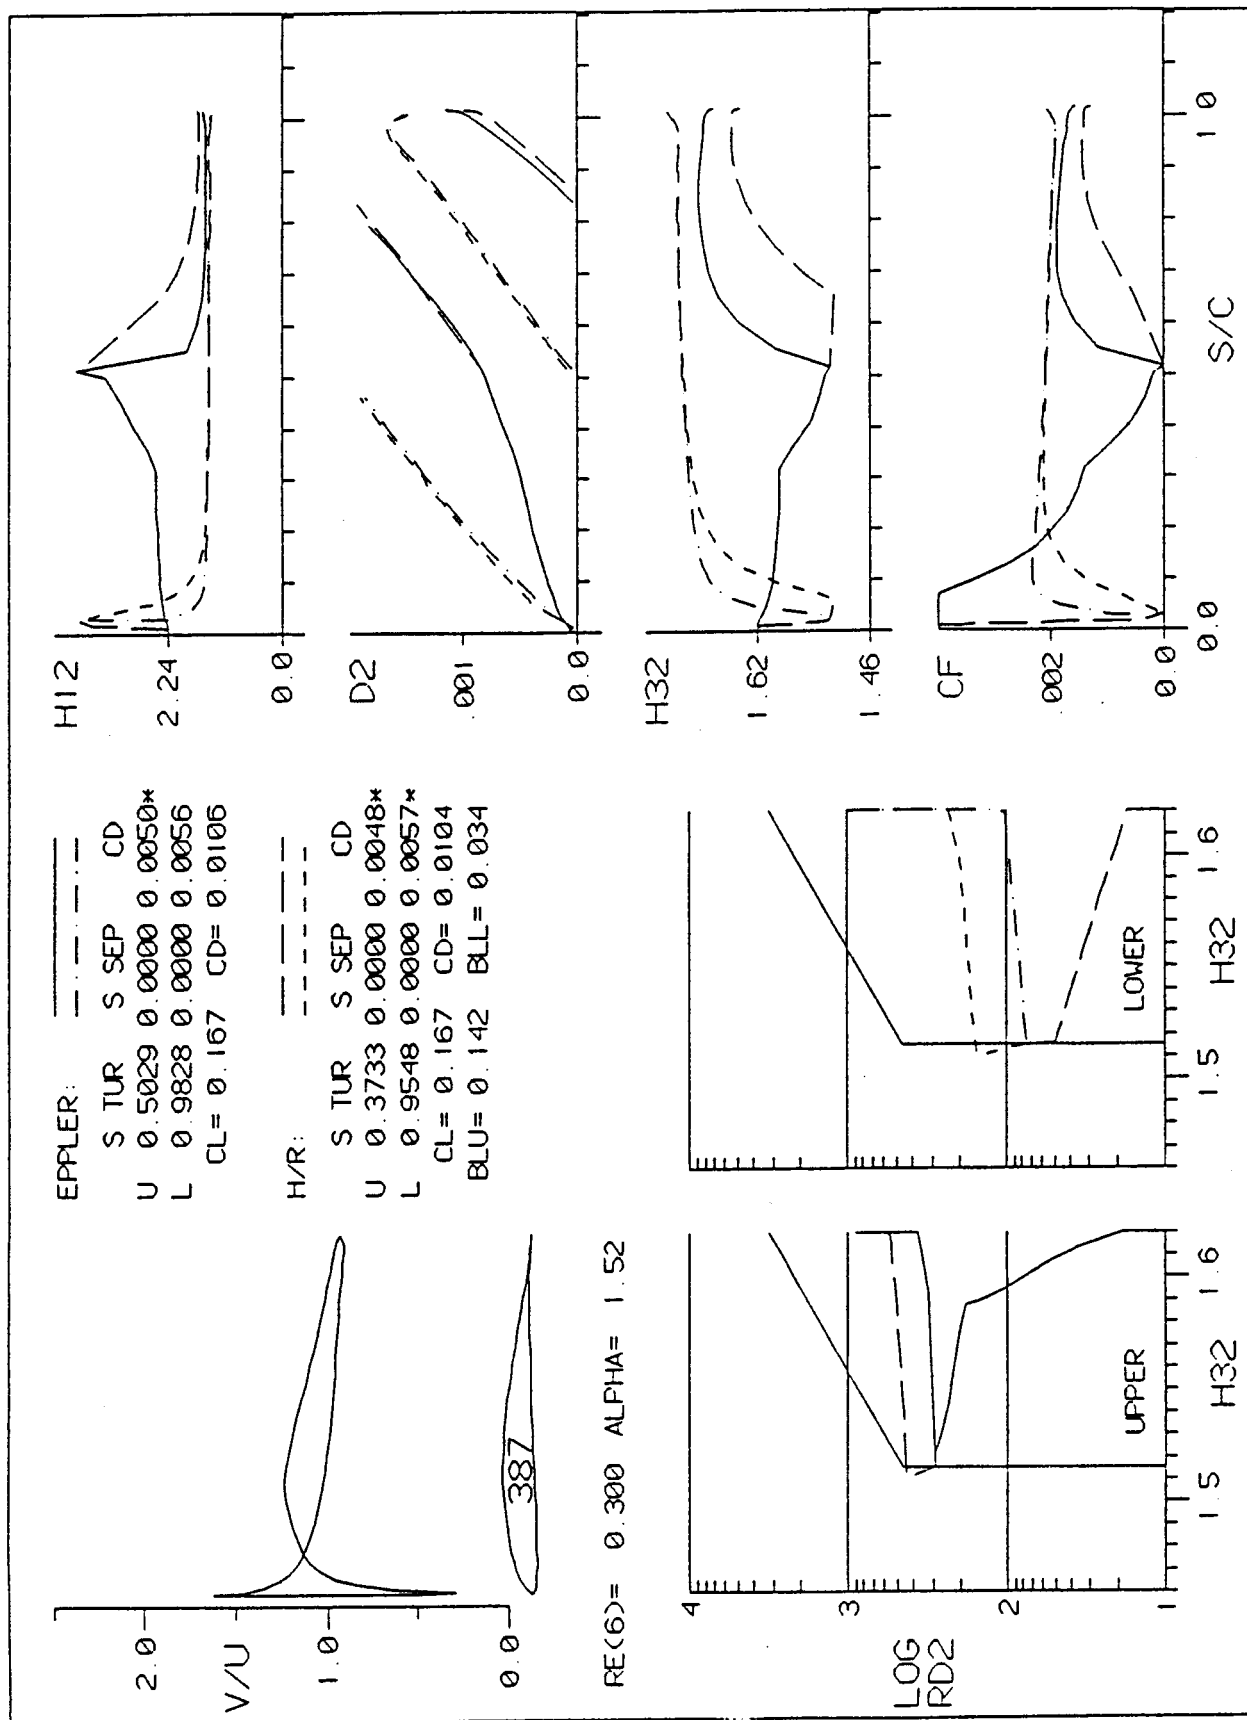 2.0
V/U
1.0
0.0
387
RE(6)= 0.300 ALPHA= 1.52
EPPLER:
S TUR S SEP CD
U 0.5029 0.0000 0.0050*
L 0.9828 0.0000 0.0056
CL= 0.167 CD= 0.0106
H/R:
S TUR S SEP CD
U 0.3733 0.0000 0.0048*
L 0.9548 0.0000 0.0057*
CL= 0.167 CD= 0.0104
BLU= 0.142 BLL= 0.034
H12
2.24
0.0
D2
.001
0.0
H32
1.62
1.46
CF
.002
0.0
0.0
S/C
1.0
4
3
LOG
RD2
2
1
UPPER
1.5
H32
1.6
LOWER
1.5
H32
1.6